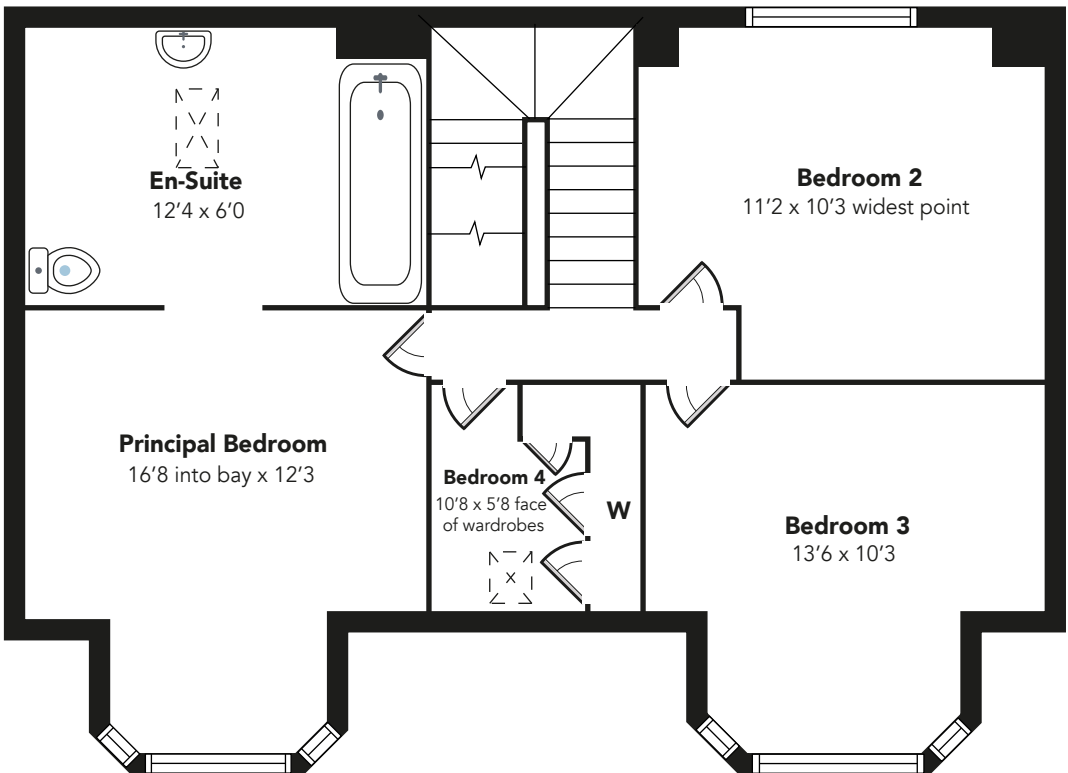 En-Suite
12'4 x 6'0
Bedroom 2
11'2 x 10'3 widest point
Principal Bedroom
16'8 into bay x 12'3
Bedroom 4
10'8 x 5'8 face
of wardrobes
W
x
Bedroom 3
13'6 x 10'3